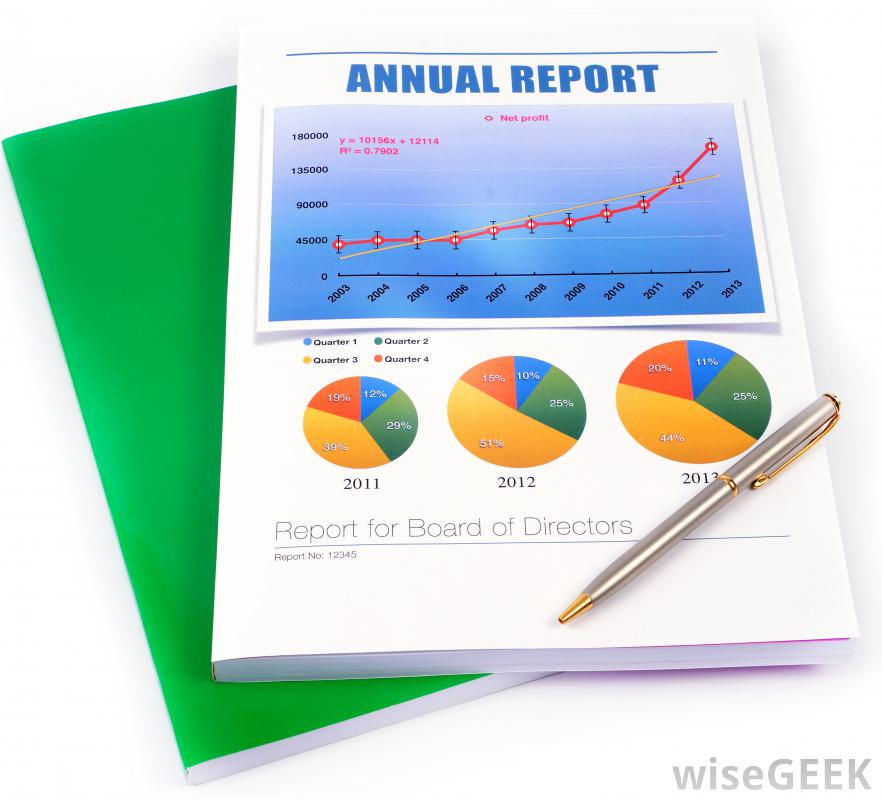 ANNUAL REPORT
Net profit
y = 10156x + 12114
R² = 0.7902
180000
135000
90000
45000
0
2003 2004 2005 2006 2007 2008 2009 2010 2011 2012 2013
Quarter 1 Quarter 2
Quarter 3 Quarter 4
19% 12% 29% 39%
15% 10% 25% 51%
20% 11% 25% 44%
2011 2012 2013
Report for Board of Directors
Report No: 12345
wiseGEEK